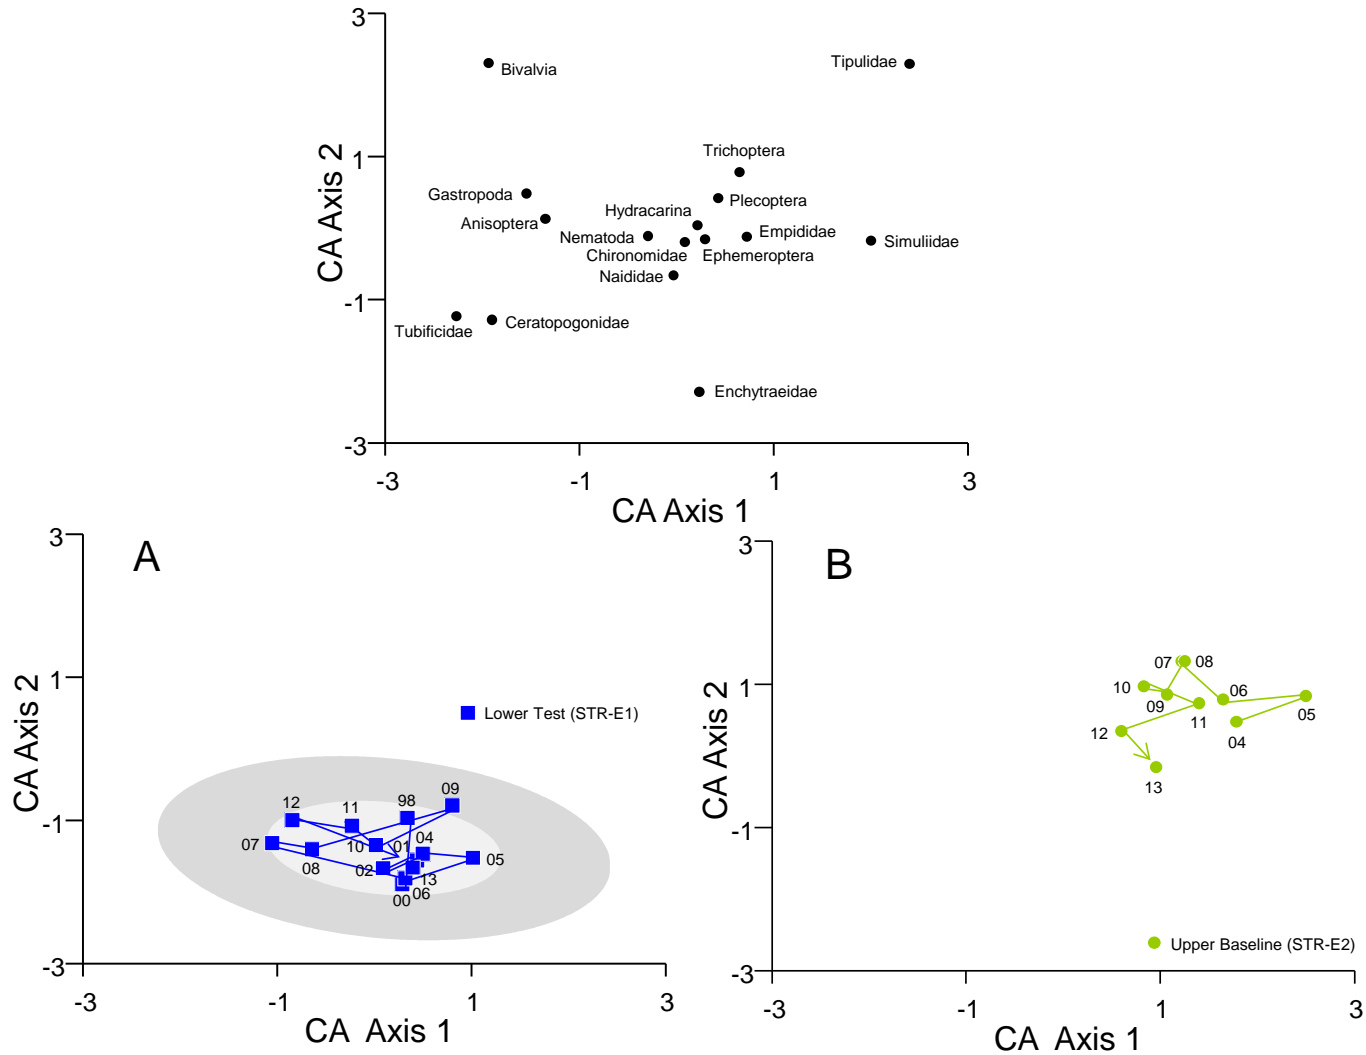 3
Bivalvia
Tipulidae
CA Axis 2
1
Trichoptera
Gastropoda
Plecoptera
Hydracarina
Anisoptera
Nematoda
Empididae
Simuliidae
Chironomidae
Ephemeroptera
Naididae
-1
Tubificidae
Ceratopogonidae
Enchytraeidae
-3
-3 -1 1 3
CA Axis 1
3
A
CA Axis 2
1
Lower Test (STR-E1)
-1
12
11
98
09
07
08
10
01
04
02
05
13
06
00
-3
-3 -1 1 3
CA Axis 1
3
B
CA Axis 2
07
08
1
10
06
09
11
05
04
12
13
-1
Upper Baseline (STR-E2)
-3
-3 -1 1 3
CA Axis 1